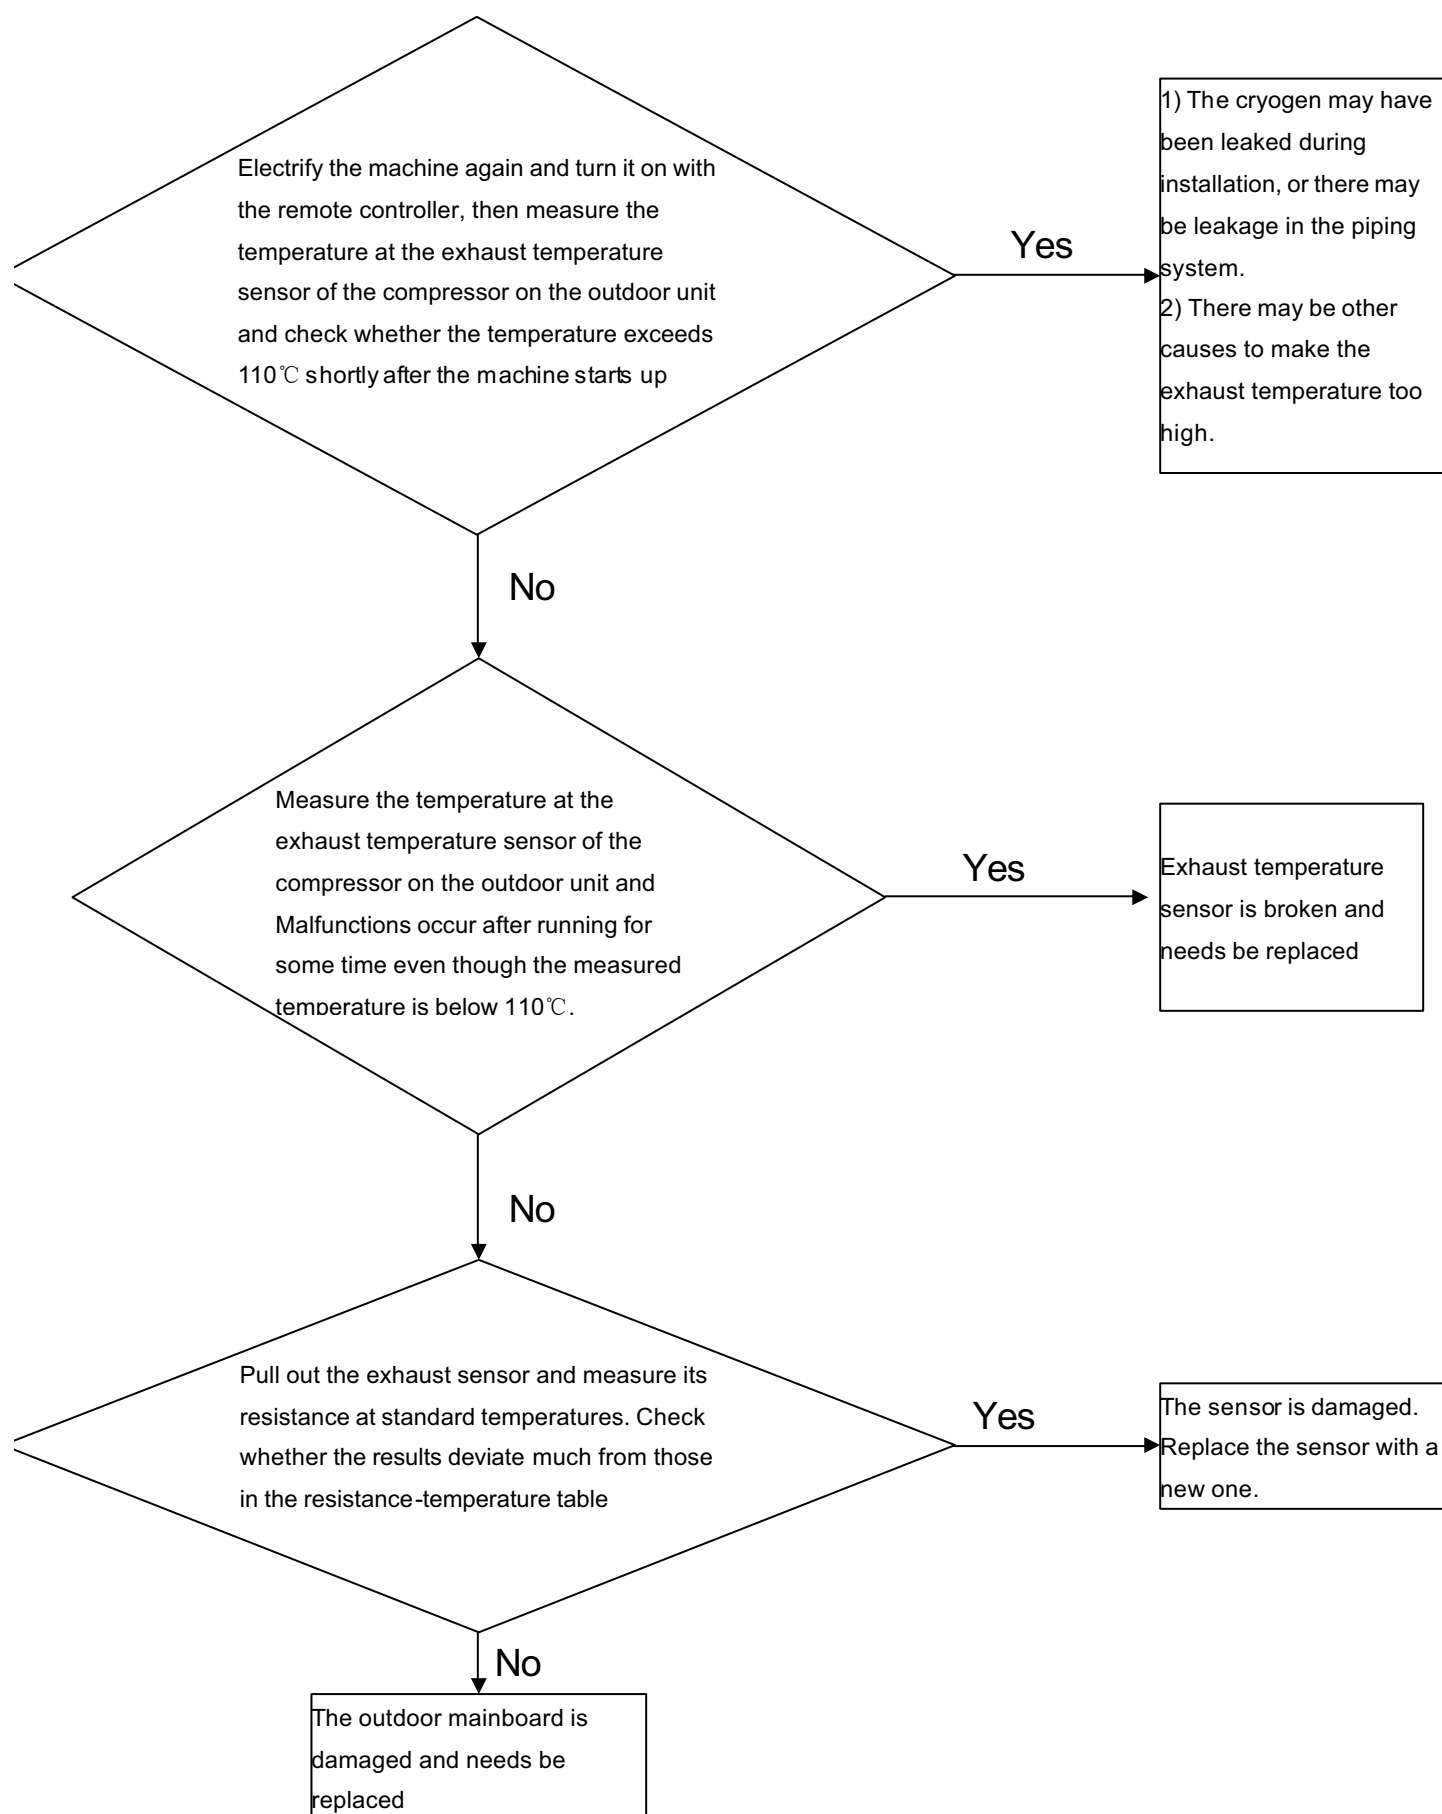 Electrify the machine again and turn it on with
the remote controller, then measure the
temperature at the exhaust temperature
sensor of the compressor on the outdoor unit
and check whether the temperature exceeds
110℃ shortly after the machine starts up
Yes
1) The cryogen may have
been leaked during
installation, or there may
be leakage in the piping
system.
2) There may be other
causes to make the
exhaust temperature too
high.
No
Measure the temperature at the
exhaust temperature sensor of the
compressor on the outdoor unit and
Malfunctions occur after running for
some time even though the measured
temperature is below 110℃.
Yes
Exhaust temperature
sensor is broken and
needs be replaced
No
Pull out the exhaust sensor and measure its
resistance at standard temperatures. Check
whether the results deviate much from those
in the resistance-temperature table
Yes
The sensor is damaged.
Replace the sensor with a
new one.
No
The outdoor mainboard is
damaged and needs be
replaced